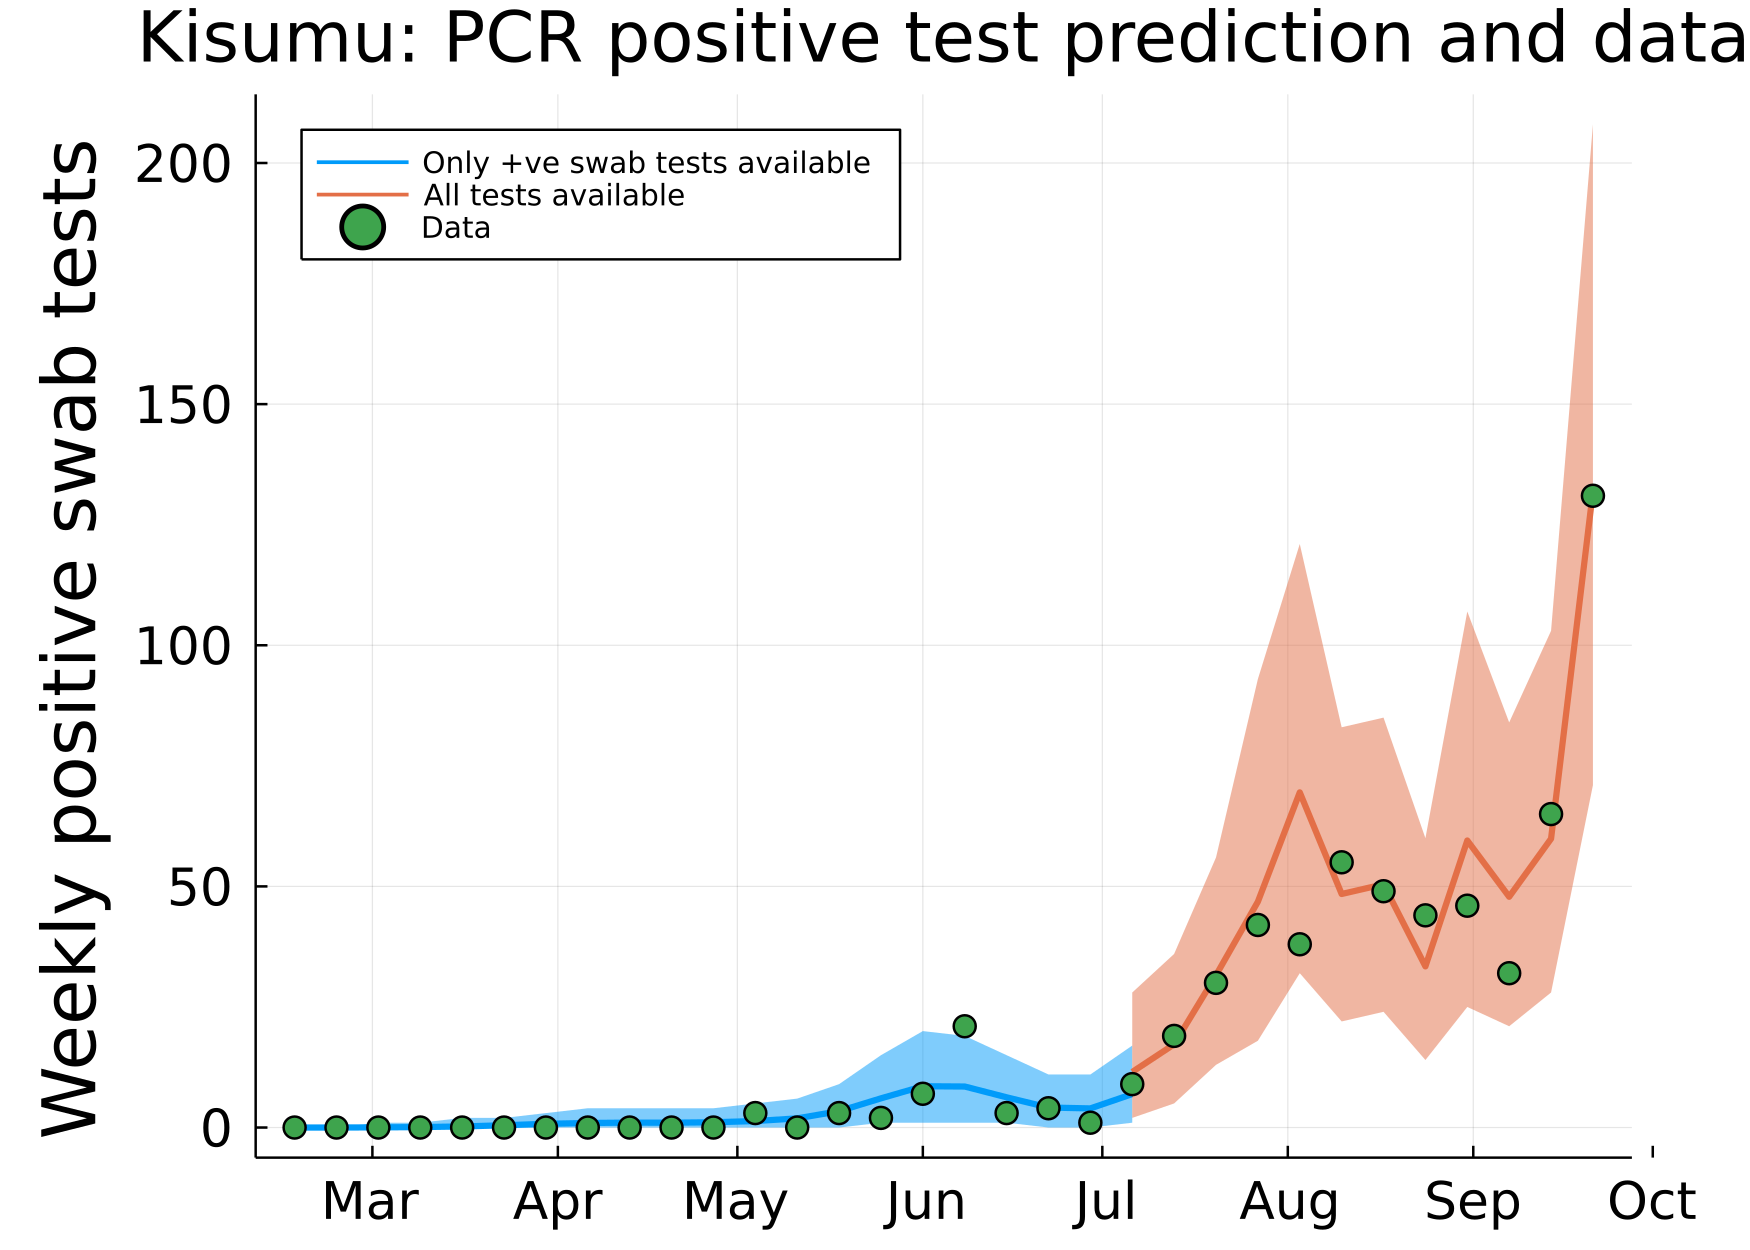 Kisumu: PCR positive test prediction and data
Weekly positive swab tests
200
150
100
50
0
Only +ve swab tests available
All tests available
Data
Mar Apr May Jun Jul Aug Sep Oct